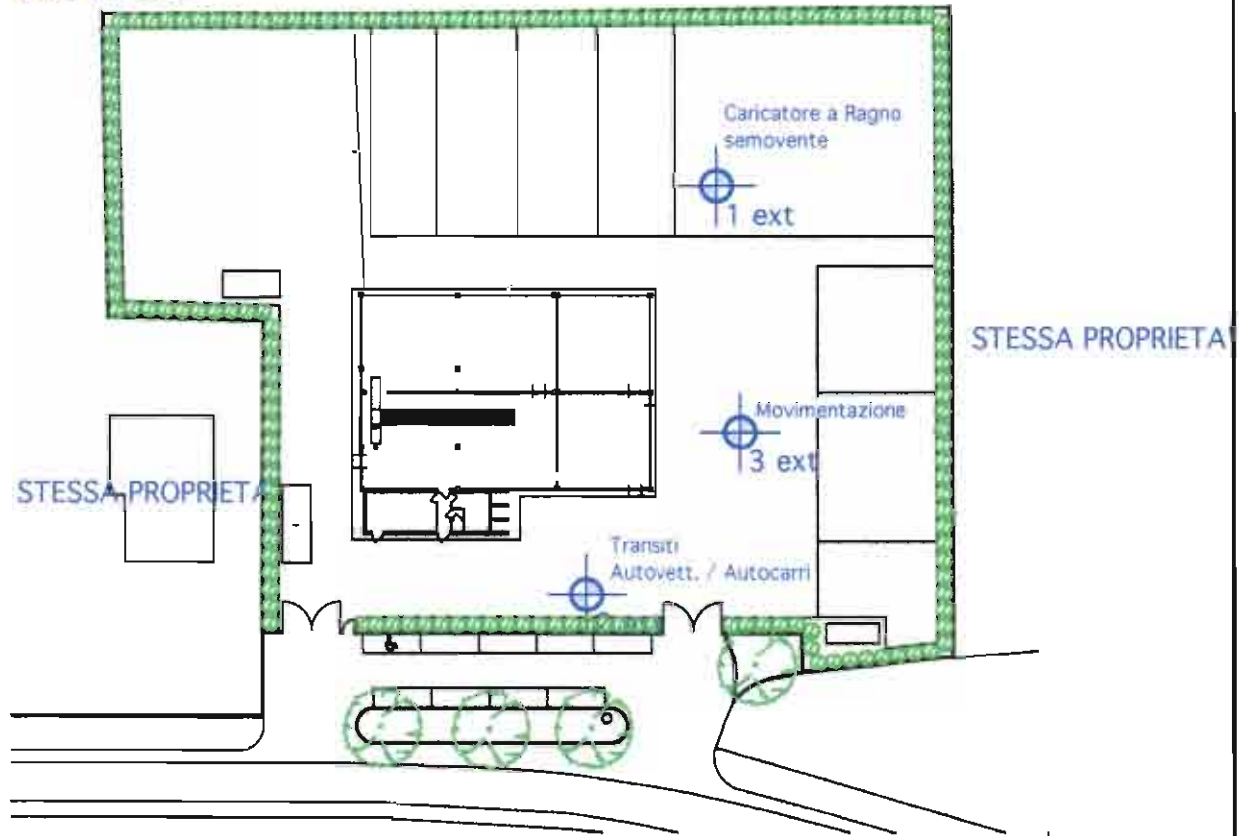 Caricatore a Ragno
semovente
1 ext
STESSA PROPRIETA'
Movimentazione
3 ext
STESSA PROPRIETA
Transiti
Autovett. / Autocarri